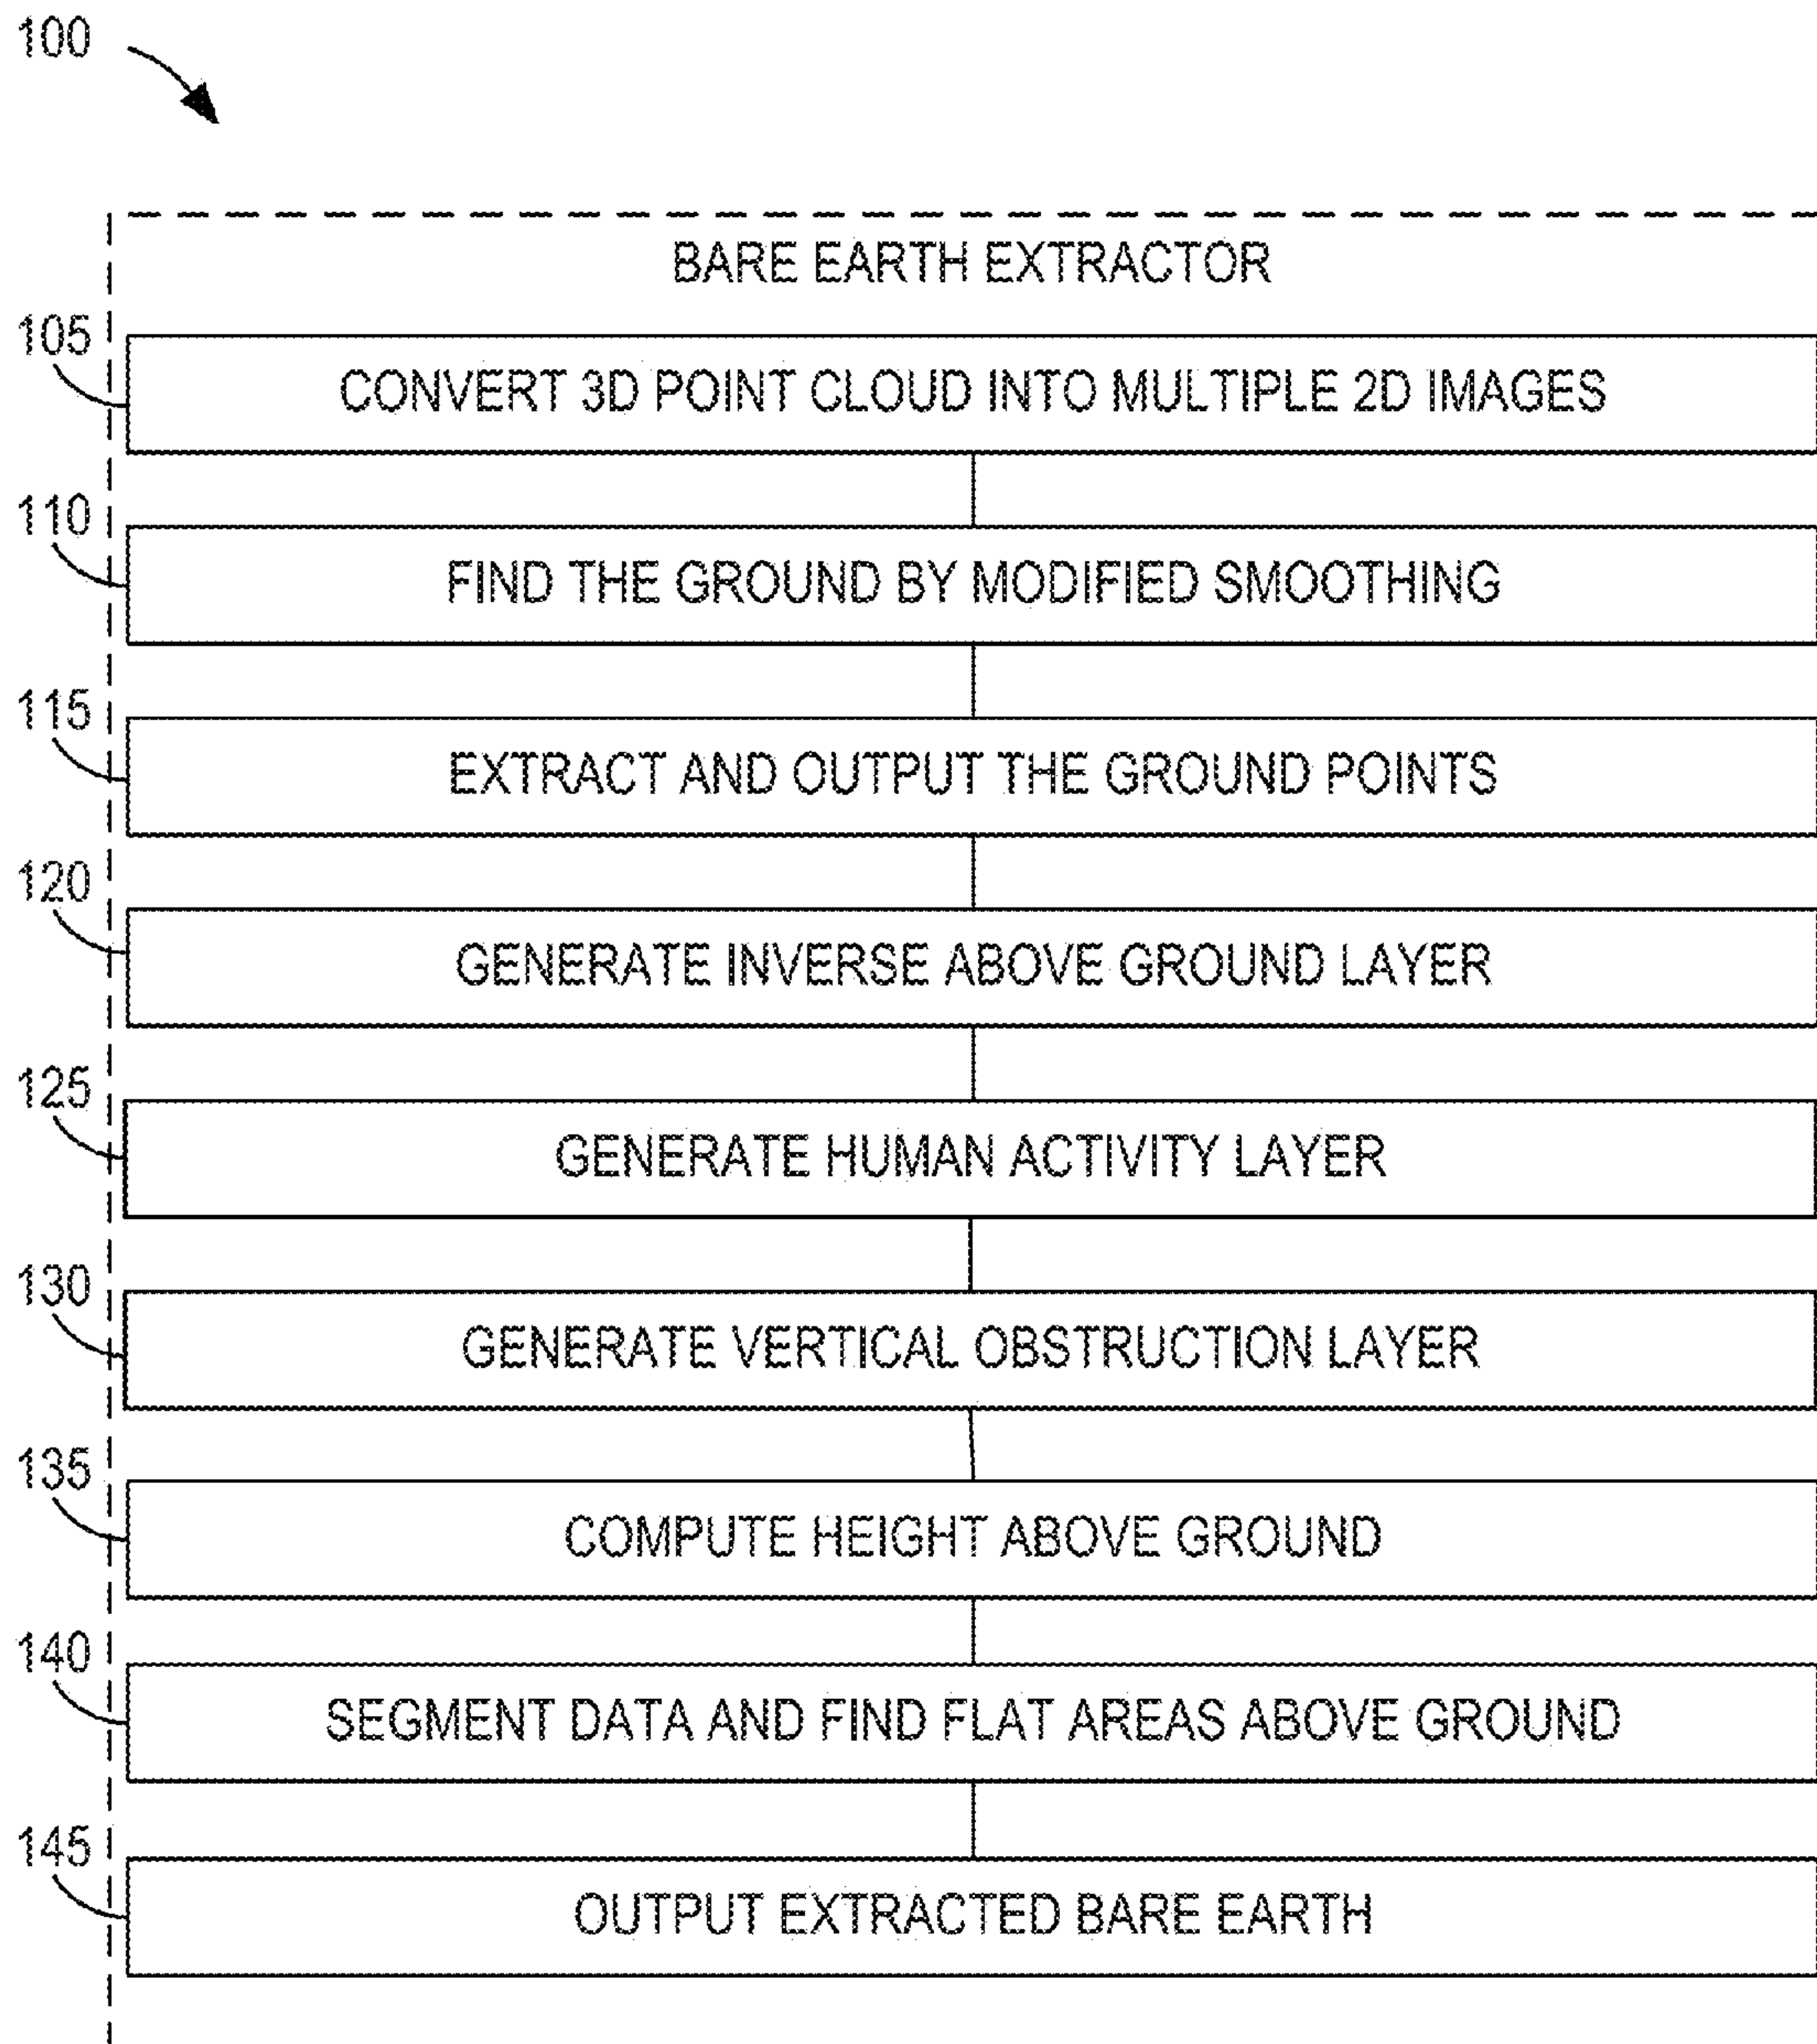 100
BARE EARTH EXTRACTOR
105
CONVERT 3D POINT CLOUD INTO MULTIPLE 2D IMAGES
110
FIND THE GROUND BY MODIFIED SMOOTHING
115
EXTRACT AND OUTPUT THE GROUND POINTS
120
GENERATE INVERSE ABOVE GROUND LAYER
125
GENERATE HUMAN ACTIVITY LAYER
130
GENERATE VERTICAL OBSTRUCTION LAYER
135
COMPUTE HEIGHT ABOVE GROUND
140
SEGMENT DATA AND FIND FLAT AREAS ABOVE GROUND
145
OUTPUT EXTRACTED BARE EARTH